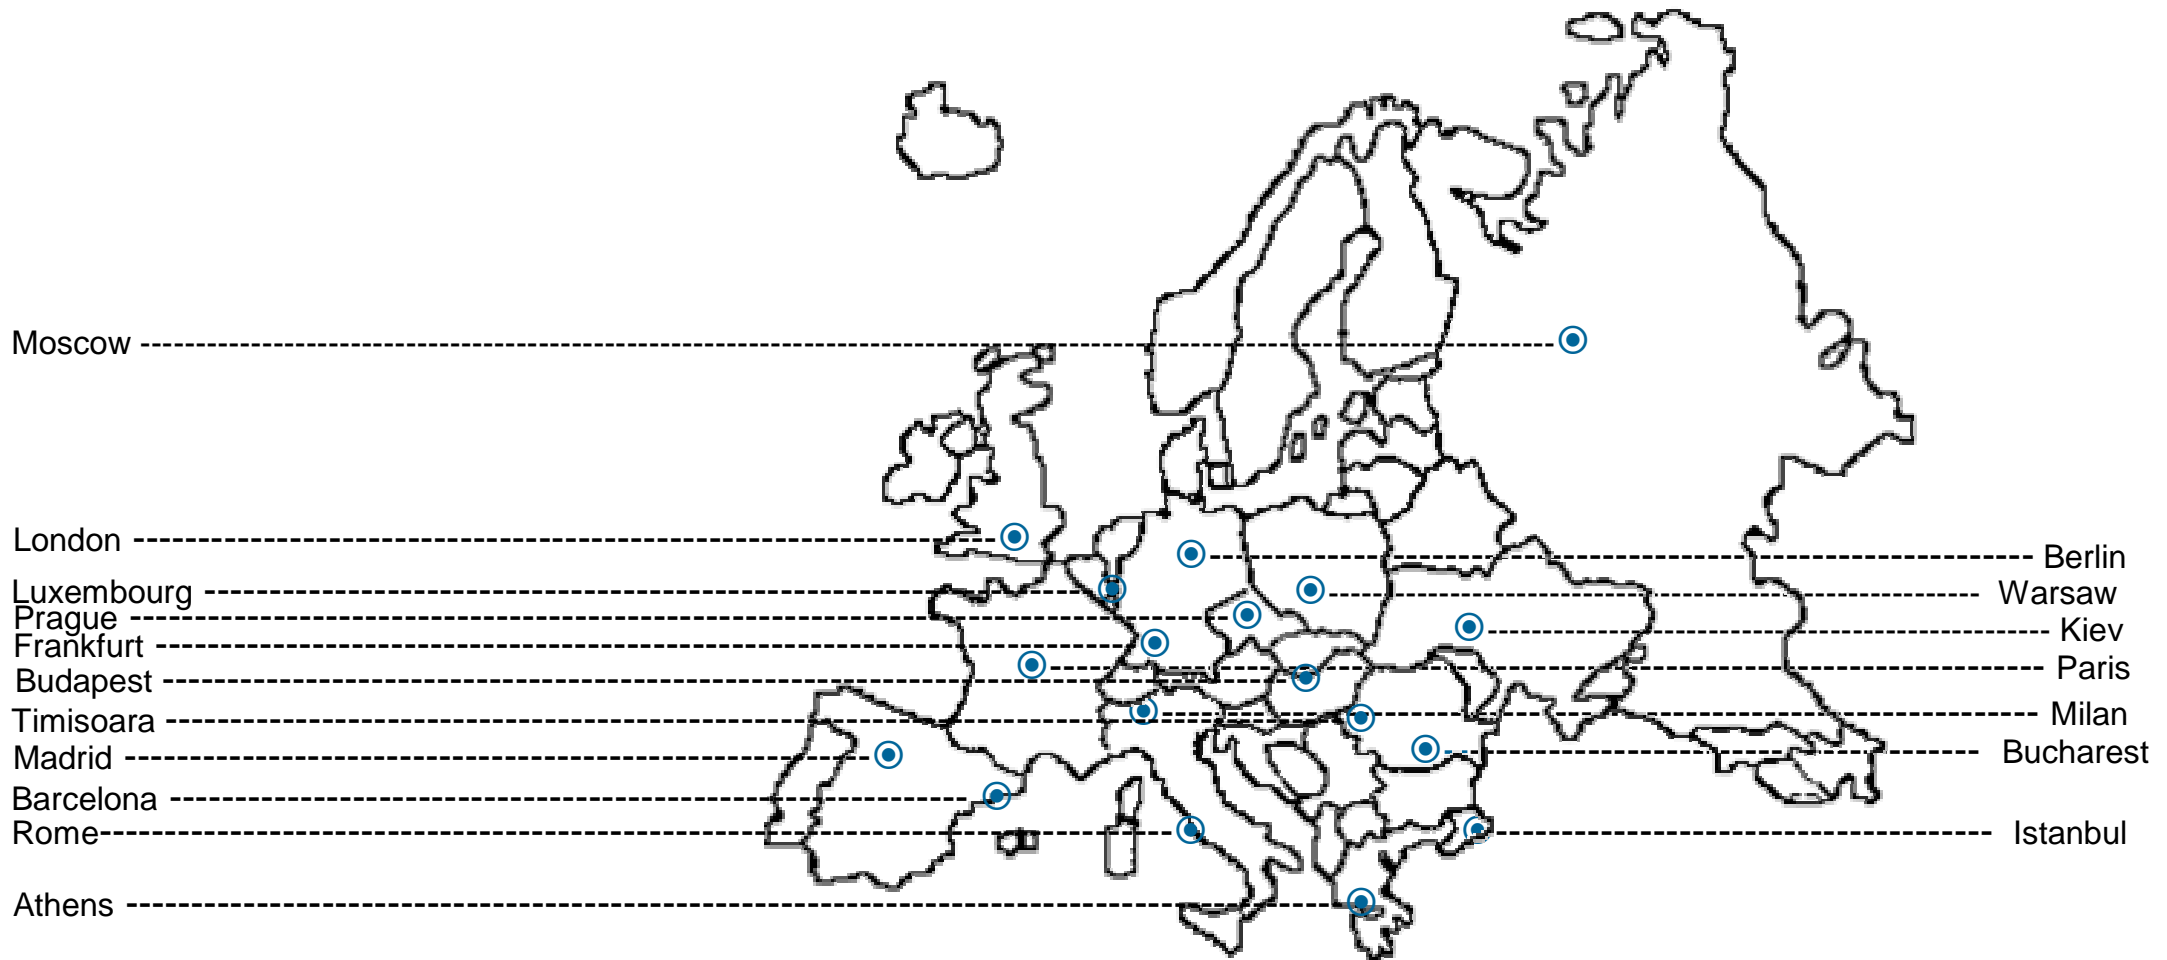 Moscow
London
Luxembourg
Prague
Frankfurt
Budapest
Timisoara
Madrid
Barcelona
Rome
Athens
Berlin
Warsaw
Kiev
Paris
Milan
Bucharest
Istanbul